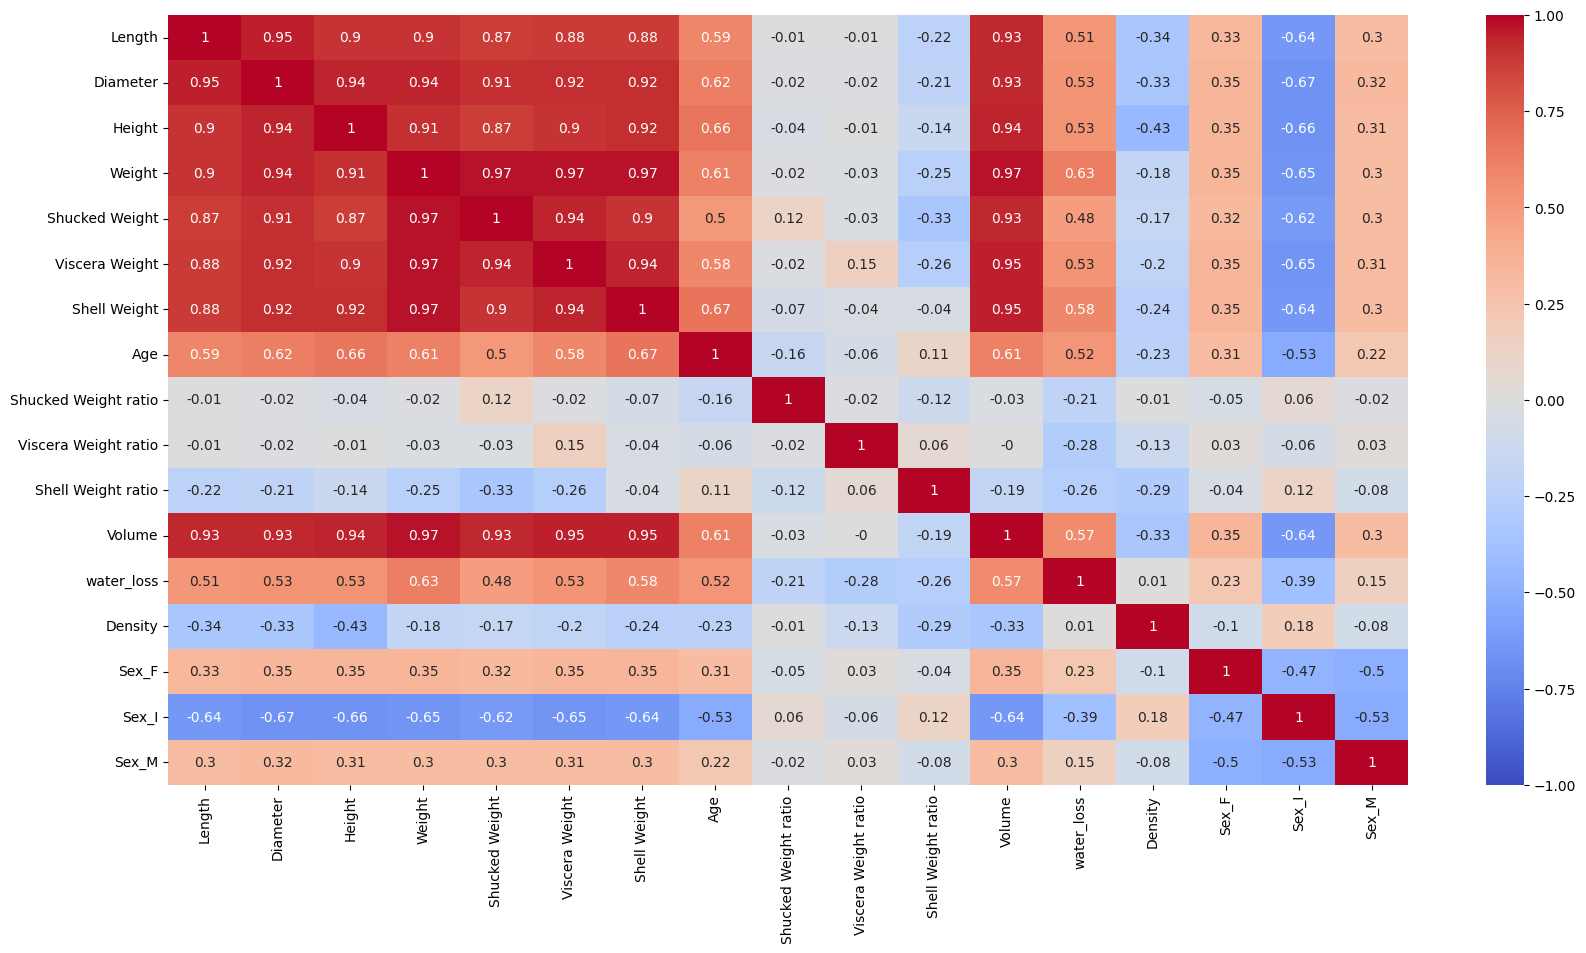 Length 1 0.95 0.9 0.9 0.87 0.88 0.88 0.59 -0.01 -0.01 -0.22 0.93 0.51 -0.34 0.33 -0.64 0.3
Diameter 0.95 1 0.94 0.94 0.91 0.92 0.92 0.62 -0.02 -0.02 -0.21 0.93 0.53 -0.33 0.35 -0.67 0.32
Height 0.9 0.94 1 0.91 0.87 0.9 0.92 0.66 -0.04 -0.01 -0.14 0.94 0.53 -0.43 0.35 -0.66 0.31
Weight 0.9 0.94 0.91 1 0.97 0.97 0.97 0.61 -0.02 -0.03 -0.25 0.97 0.63 -0.18 0.35 -0.65 0.3
Shucked Weight 0.87 0.91 0.87 0.97 1 0.94 0.9 0.5 0.12 -0.03 -0.33 0.93 0.48 -0.17 0.32 -0.62 0.3
Viscera Weight 0.88 0.92 0.9 0.97 0.94 1 0.94 0.58 -0.02 0.15 -0.26 0.95 0.53 -0.2 0.35 -0.65 0.31
Shell Weight 0.88 0.92 0.92 0.97 0.9 0.94 1 0.67 -0.07 -0.04 -0.04 0.95 0.58 -0.24 0.35 -0.64 0.3
Age 0.59 0.62 0.66 0.61 0.5 0.58 0.67 1 -0.16 -0.06 0.11 0.61 0.52 -0.23 0.31 -0.53 0.22
Shucked Weight ratio -0.01 -0.02 -0.04 -0.02 0.12 -0.02 -0.07 -0.16 1 -0.02 -0.12 -0.03 -0.21 -0.01 -0.05 0.06 -0.02
Viscera Weight ratio -0.01 -0.02 -0.01 -0.03 -0.03 0.15 -0.04 -0.06 -0.02 1 0.06 -0 -0.28 -0.13 0.03 -0.06 0.03
Shell Weight ratio -0.22 -0.21 -0.14 -0.25 -0.33 -0.26 -0.04 0.11 -0.12 0.06 1 -0.19 -0.26 -0.29 -0.04 0.12 -0.08
Volume 0.93 0.93 0.94 0.97 0.93 0.95 0.95 0.61 -0.03 -0 -0.19 1 0.57 -0.33 0.35 -0.64 0.3
water_loss 0.51 0.53 0.53 0.63 0.48 0.53 0.58 0.52 -0.21 -0.28 -0.26 0.57 1 0.01 0.23 -0.39 0.15
Density -0.34 -0.33 -0.43 -0.18 -0.17 -0.2 -0.24 -0.23 -0.01 -0.13 -0.29 -0.33 0.01 1 -0.1 0.18 -0.08
Sex_F 0.33 0.35 0.35 0.35 0.32 0.35 0.35 0.31 -0.05 0.03 -0.04 0.35 0.23 -0.1 1 -0.47 -0.5
Sex_I -0.64 -0.67 -0.66 -0.65 -0.62 -0.65 -0.64 -0.53 0.06 -0.06 0.12 -0.64 -0.39 0.18 -0.47 1 -0.53
Sex_M 0.3 0.32 0.31 0.3 0.3 0.31 0.3 0.22 -0.02 0.03 -0.08 0.3 0.15 -0.08 -0.5 -0.53 1
Length
Diameter
Height
Weight
Shucked Weight
Viscera Weight
Shell Weight
Age
Shucked Weight ratio
Viscera Weight ratio
Shell Weight ratio
Volume
water_loss
Density
Sex_F
Sex_I
Sex_M
1.00
0.75
0.50
0.25
0.00
−0.25
−0.50
−0.75
−1.00